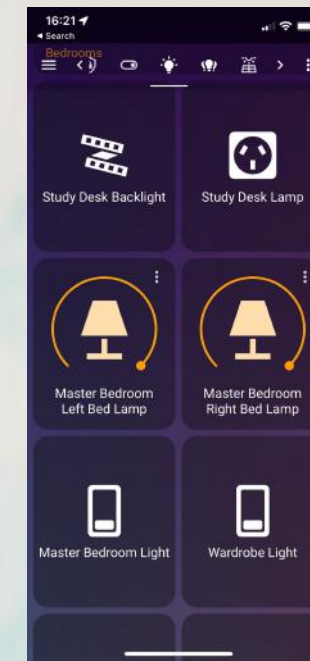 16:21
Search
Bedrooms
Study Desk Backlight
Study Desk Lamp
Master Bedroom
Left Bed Lamp
Master Bedroom
Right Bed Lamp
Master Bedroom Light
Wardrobe Light